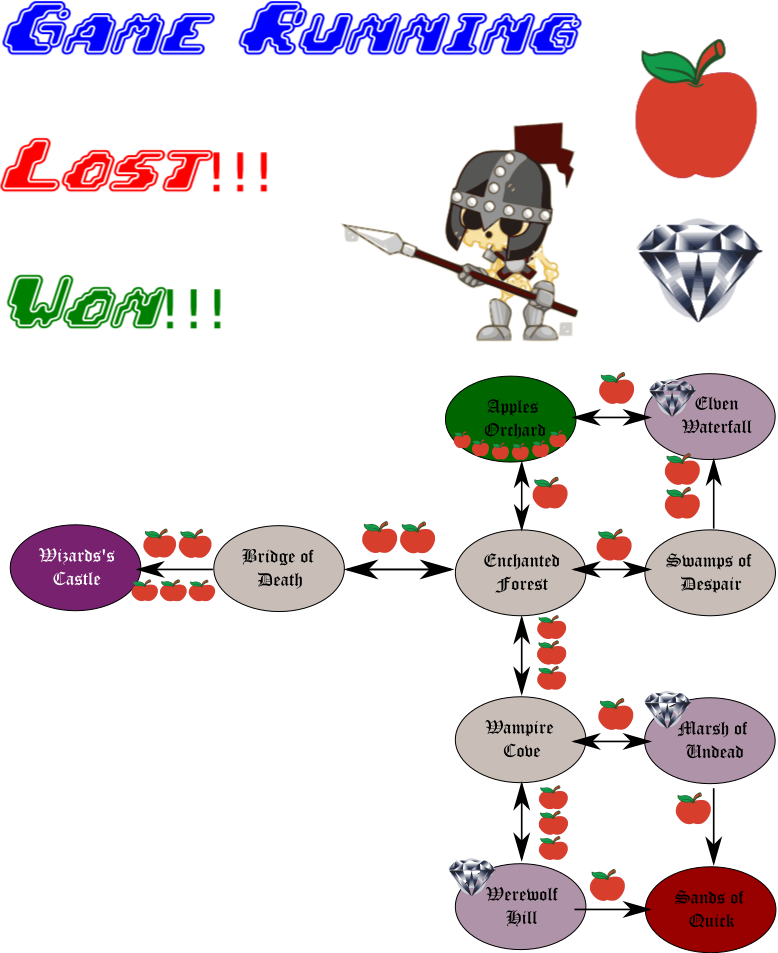 Game Running
Lost!!!
Won!!!
Apples
Orchard
Elven
Waterfall
Wizards's
Castle
Bridge of
Death
Enchanted
Forest
Swamps of
Despair
Wampire
Cove
Marsh of
Undead
Werewolf
Hill
Sands of
Quick